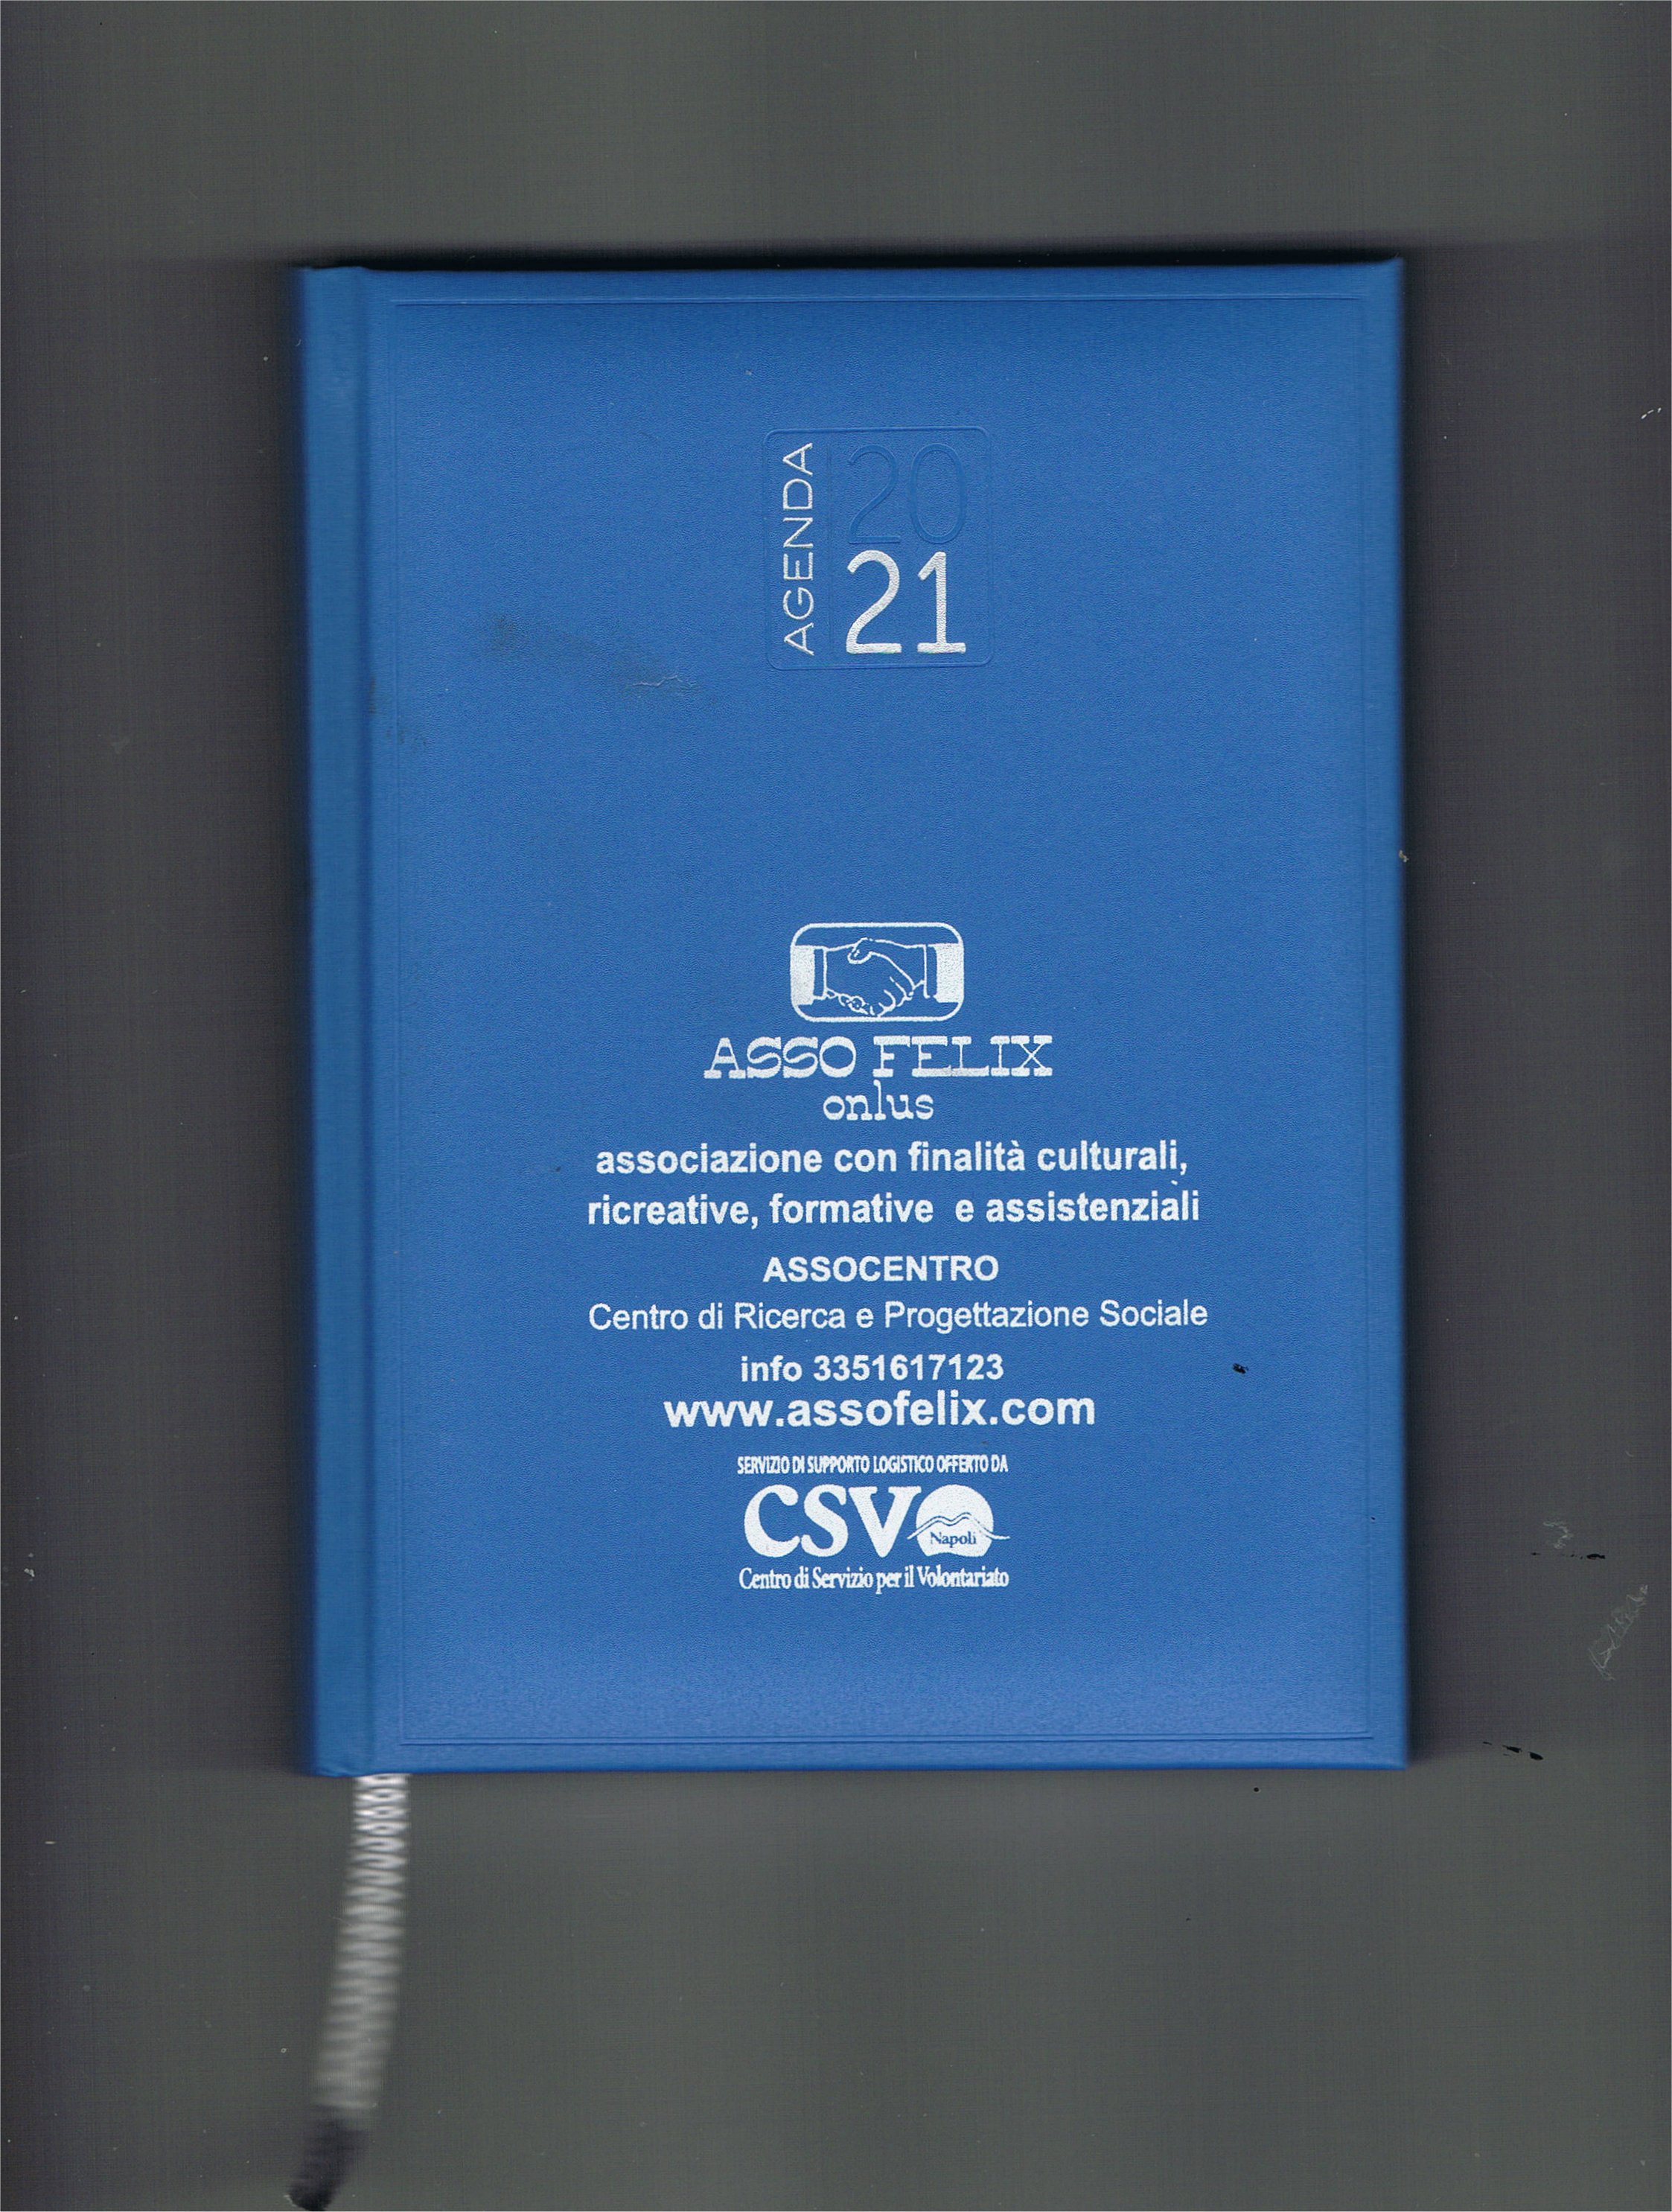 AGENDA
20
21
ASSO FELIX
onlus
associazione con finalità culturali,
ricreative, formative e assistenziali
ASSOCENTRO
Centro di Ricerca e Progettazione Sociale
info 3351617123
www.assofelix.com
SERVIZIO DI SUPPORTO LOGISTICO OFFERTO DA
CSV
Napoli
Centro di Servizio per il Volontariato